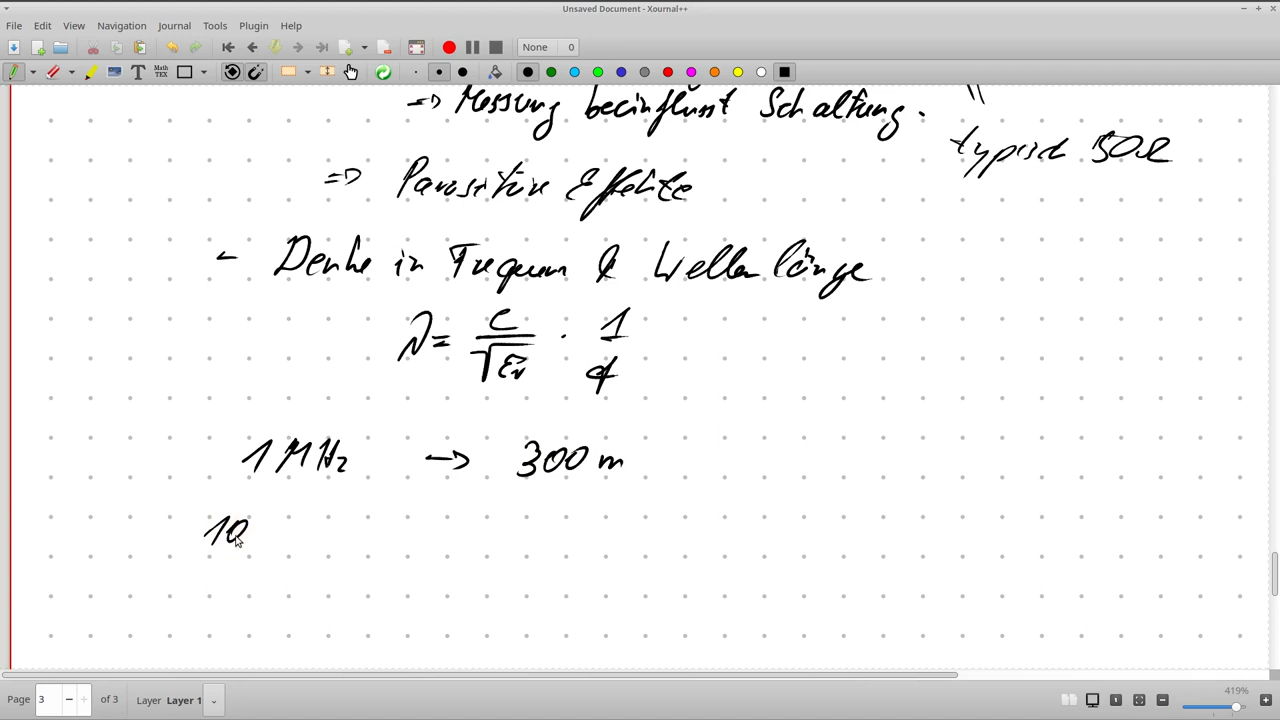 Unsaved Document - Xournal++
File Edit View Navigation Journal Tools Plugin Help
T Math TEX None 0
=> Messung beeinflusst Schaltung.
typisch 50Ω
=> Parasitäre Effekte
- Denke in Frequenz & Wellenlänge
λ = c/√εr · 1/f
1 MHz -> 300 m
10
Page 3 of 3 Layer Layer 1 419%